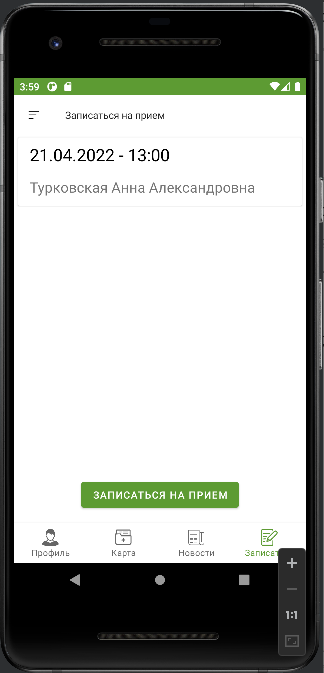 3:59
Записаться на прием
21.04.2022 - 13:00
Турковская Анна Александровна
ЗАПИСАТЬСЯ НА ПРИЕМ
Профиль
Карта
Новости
Записат
1:1